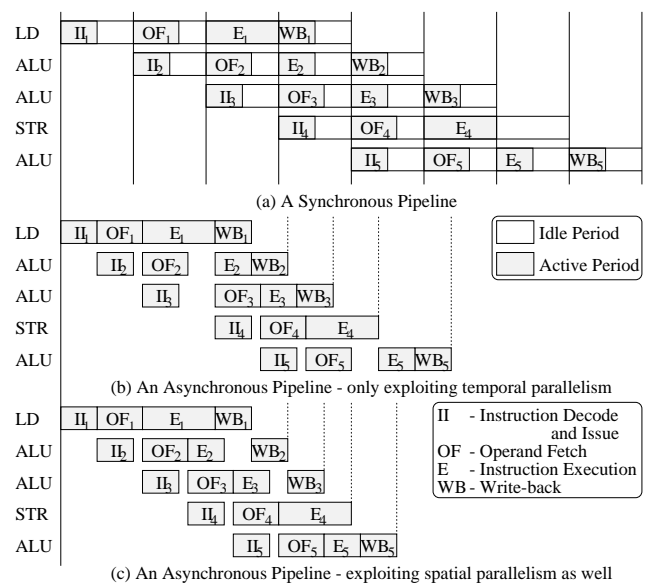 LD II1 OF1 E1 WB1
ALU II2 OF2 E2 WB2
ALU II3 OF3 E3 WB3
STR II4 OF4 E4
ALU II5 OF5 E5 WB5
(a) A Synchronous Pipeline
LD II1 OF1 E1 WB1
Idle Period
ALU II2 OF2 E2 WB2
Active Period
ALU II3 OF3 E3 WB3
STR II4 OF4 E4
ALU II5 OF5 E5 WB5
(b) An Asynchronous Pipeline - only exploiting temporal parallelism
LD II1 OF1 E1 WB1
ALU II2 OF2 E2 WB2
ALU II3 OF3 E3 WB3
STR II4 OF4 E4
ALU II5 OF5 E5 WB5
II - Instruction Decode
and Issue
OF - Operand Fetch
E - Instruction Execution
WB - Write-back
(c) An Asynchronous Pipeline - exploiting spatial parallelism as well